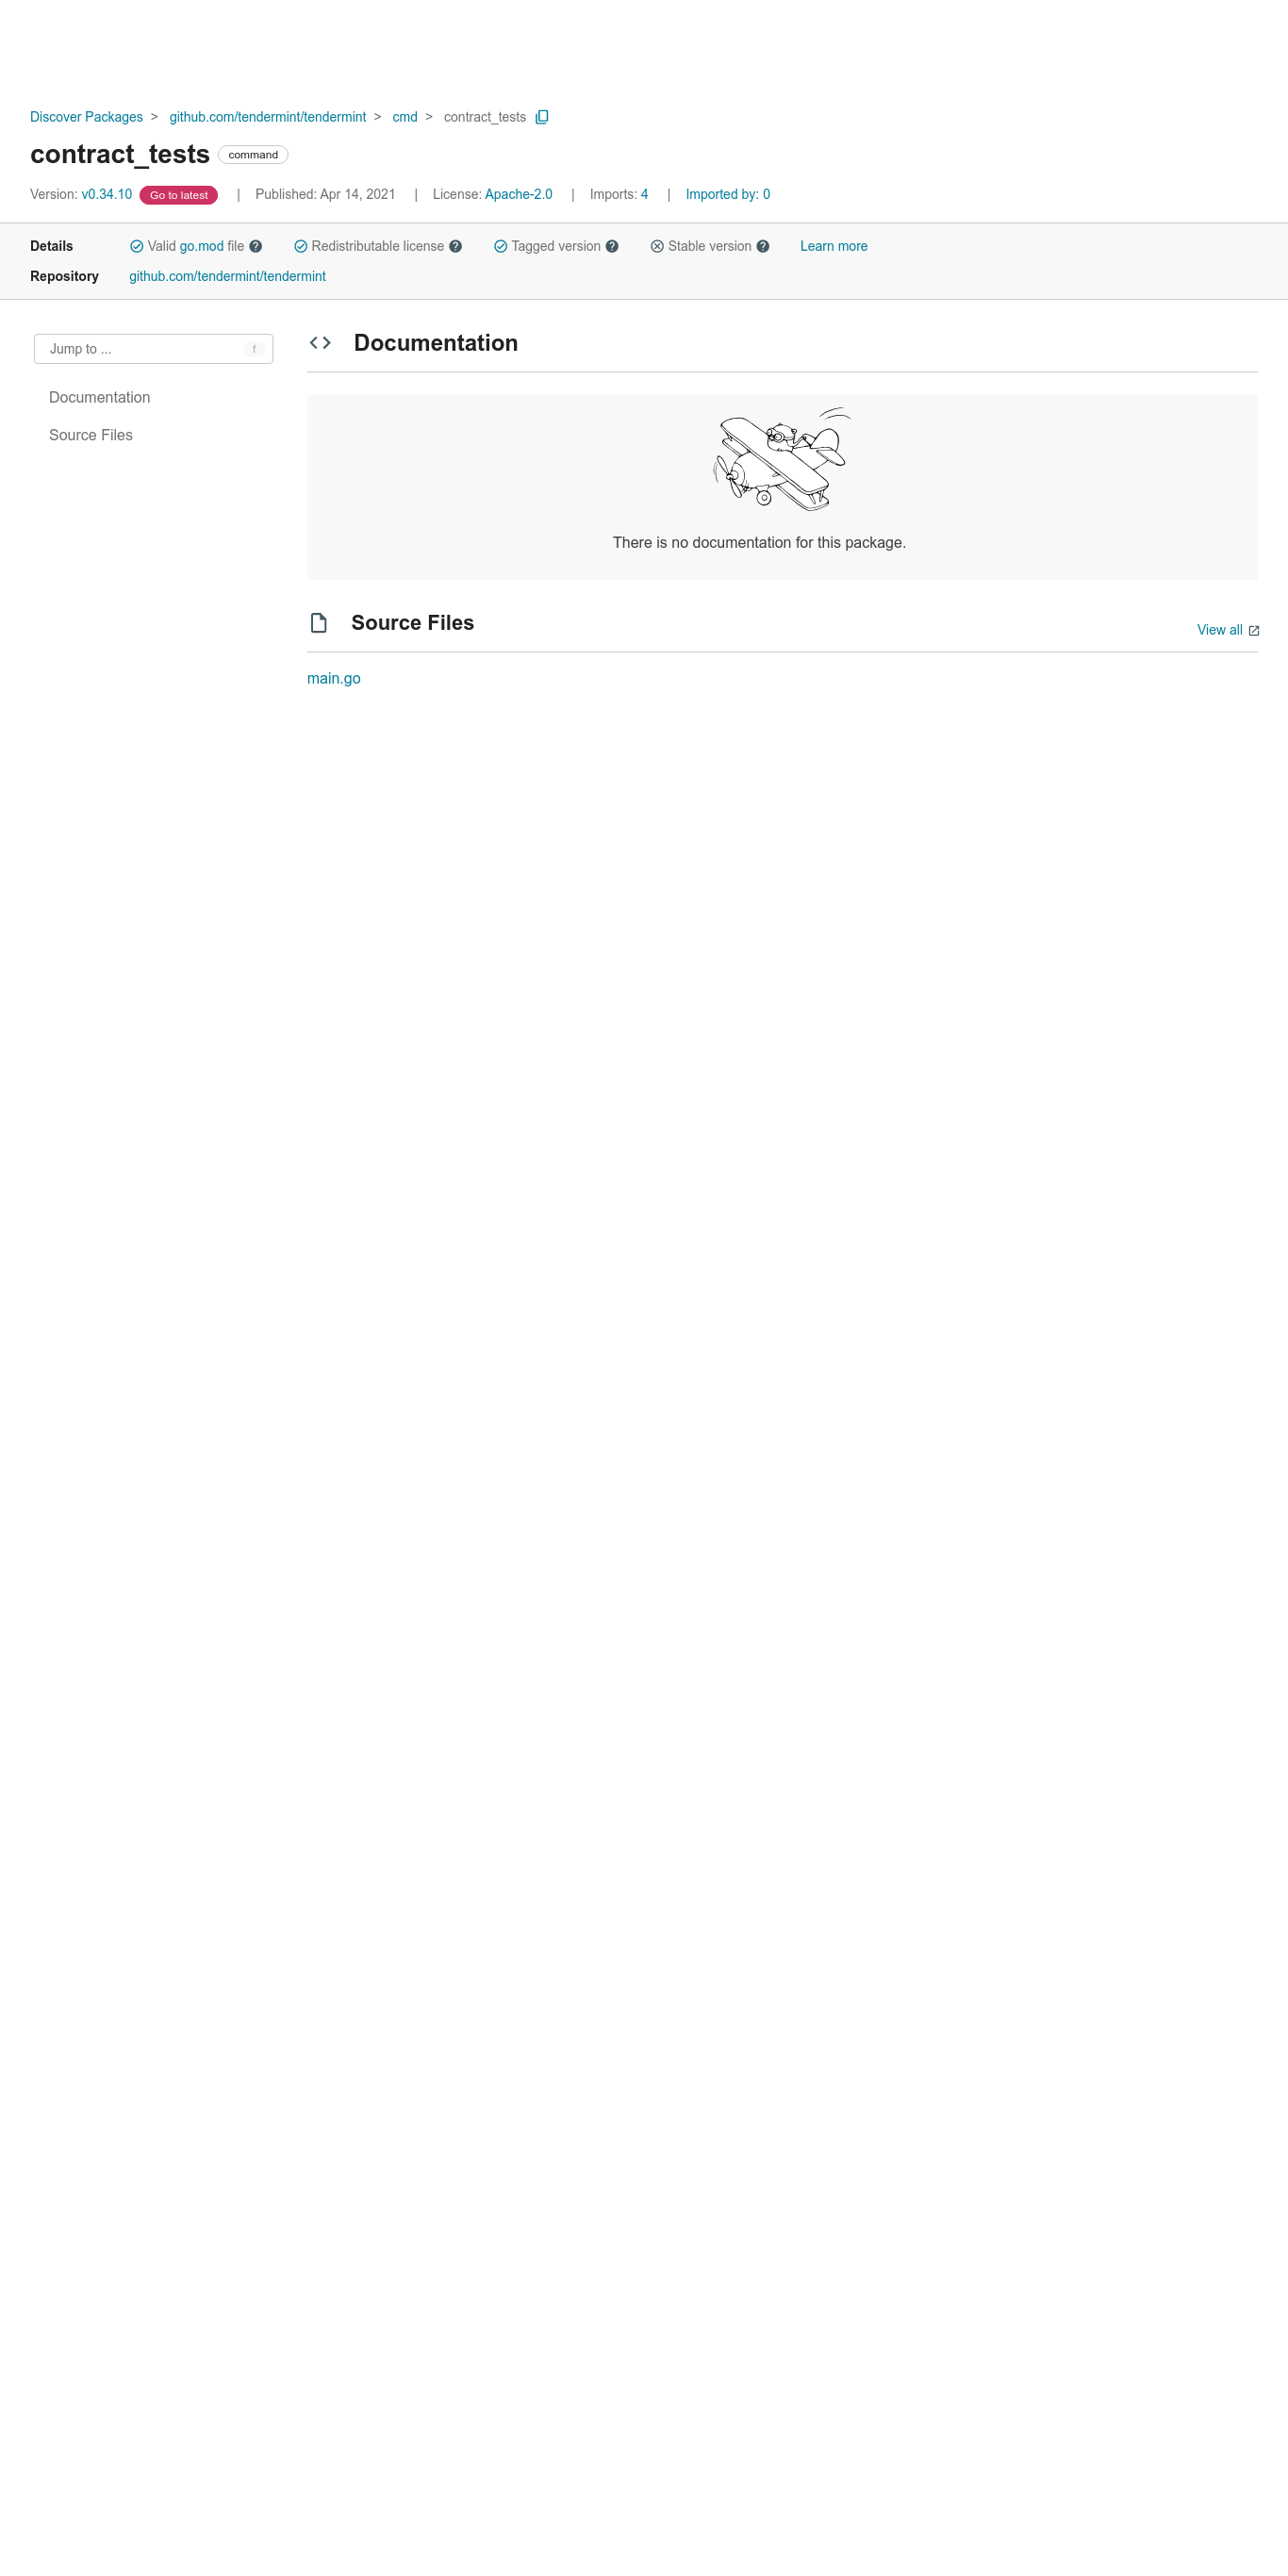 Discover Packages > github.com/tendermint/tendermint > cmd > contract_tests
contract_tests command
Version: v0.34.10 Go to latest | Published: Apr 14, 2021 | License: Apache-2.0 | Imports: 4 | Imported by: 0
Details Valid go.mod file Redistributable license Tagged version Stable version Learn more
Repository github.com/tendermint/tendermint
Jump to ... f
Documentation
Source Files
Documentation
There is no documentation for this package.
Source Files
View all
main.go